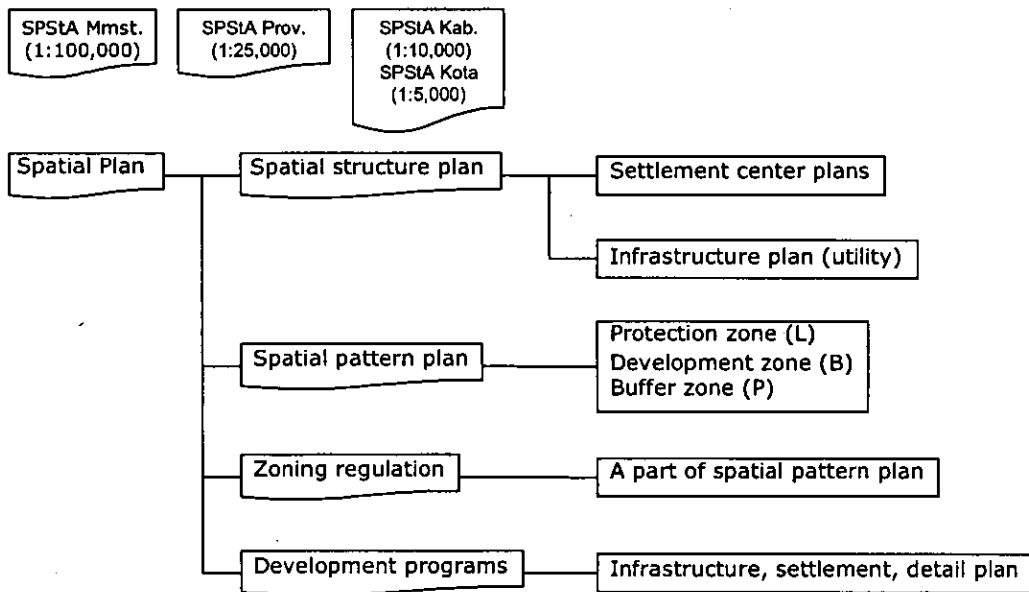 SPStA Mmst.
(1:100,000)
SPStA Prov.
(1:25,000)
SPStA Kab.
(1:10,000)
SPStA Kota
(1:5,000)
Spatial Plan
Spatial structure plan
Settlement center plans
Infrastructure plan (utility)
Spatial pattern plan
Protection zone (L)
Development zone (B)
Buffer zone (P)
Zoning regulation
A part of spatial pattern plan
Development programs
Infrastructure, settlement, detail plan